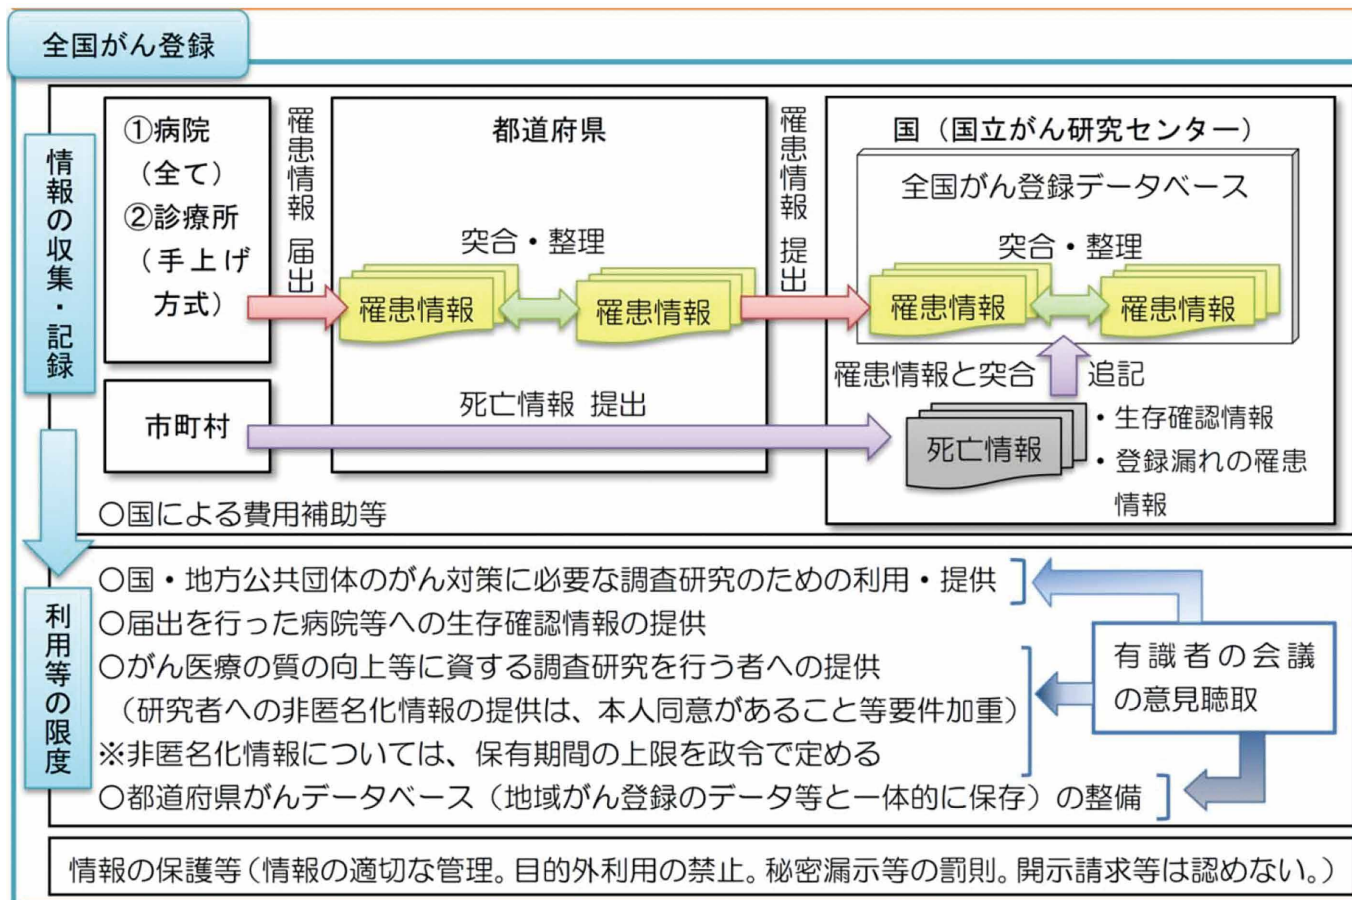 全国がん登録
情報の収集・記録
①病院
(全て)
②診療所
(手上げ
方式)
罹患情報 届出
都道府県
突合・整理
罹患情報
罹患情報
罹患情報 提出
国(国立がん研究センター)
全国がん登録データベース
突合・整理
罹患情報
罹患情報
罹患情報と突合
追記
市町村
死亡情報 提出
死亡情報
・生存確認情報
・登録漏れの罹患
情報
○国による費用補助等
利用等の限度
○国・地方公共団体のがん対策に必要な調査研究のための利用・提供
○届出を行った病院等への生存確認情報の提供
○がん医療の質の向上等に資する調査研究を行う者への提供
(研究者への非匿名化情報の提供は、本人同意があること等要件加重)
※非匿名化情報については、保有期間の上限を政令で定める
○都道府県がんデータベース(地域がん登録のデータ等と一体的に保存)の整備
有識者の会議
の意見聴取
情報の保護等(情報の適切な管理。目的外利用の禁止。秘密漏示等の罰則。開示請求等は認めない。)